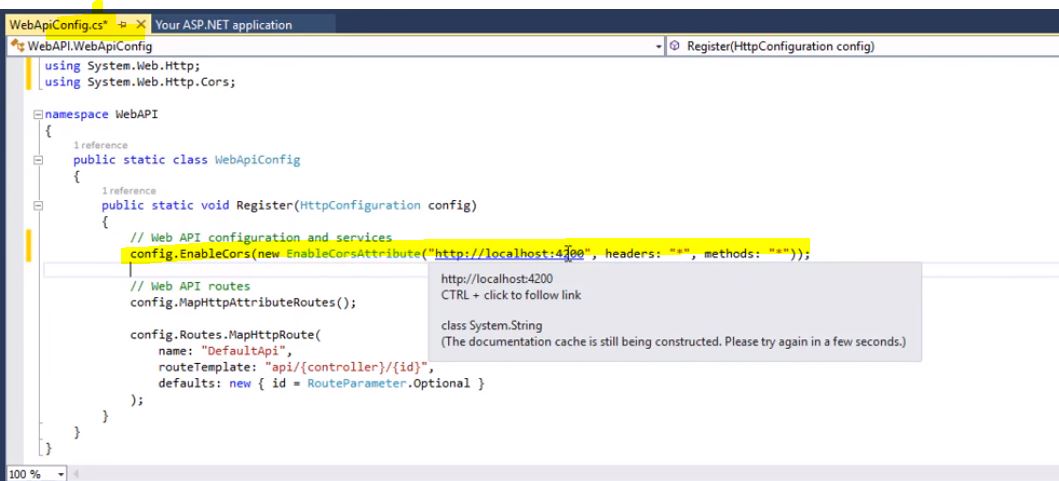 WebApiConfig.cs* Your ASP.NET application
WebAPI.WebApiConfig Register(HttpConfiguration config)
using System.Web.Http;
using System.Web.Http.Cors;
namespace WebAPI
{
1 reference
public static class WebApiConfig
{
1 reference
public static void Register(HttpConfiguration config)
{
// Web API configuration and services
config.EnableCors(new EnableCorsAttribute("http://localhost:4200", headers: "*", methods: "*"));
http://localhost:4200
// Web API routes
CTRL + click to follow link
config.MapHttpAttributeRoutes();
class System.String
config.Routes.MapHttpRoute(
(The documentation cache is still being constructed. Please try again in a few seconds.)
name: "DefaultApi",
routeTemplate: "api/{controller}/{id}",
defaults: new { id = RouteParameter.Optional }
);
}
}
}
100 %